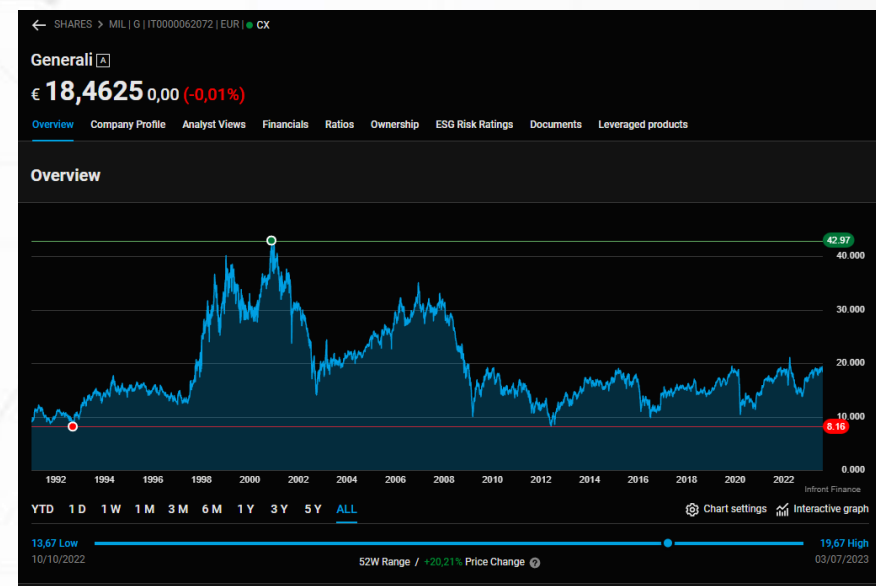 ← SHARES > MIL | G | IT0000062072 | EUR | ● CX
Generali A
€ 18,4625 0,00 (-0,01%)
Overview Company Profile Analyst Views Financials Ratios Ownership ESG Risk Ratings Documents Leveraged products
Overview
42.97
40.000
30.000
20.000
10.000
8.16
0.000
1992 1994 1996 1998 2000 2002 2004 2006 2008 2010 2012 2014 2016 2018 2020 2022
Infront Finance
YTD 1 D 1 W 1 M 3 M 6 M 1 Y 3 Y 5 Y ALL Chart settings Interactive graph
13,67 Low 19,67 High
10/10/2022 52W Range / +20,21% Price Change ? 03/07/2023